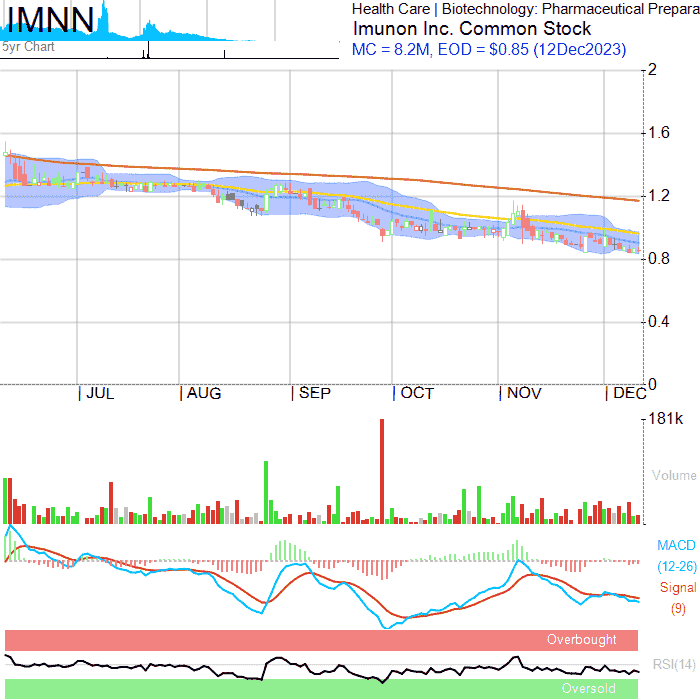 IMNN
5yr Chart
Health Care | Biotechnology: Pharmaceutical Prepara
Imunon Inc. Common Stock
MC = 8.2M, EOD = $0.85 (12Dec2023)
2
1.6
1.2
0.8
0.4
0
| JUL | AUG | SEP | OCT | NOV | DEC
181k
Volume
MACD
(12-26)
Signal
(9)
Overbought
RSI(14)
Oversold